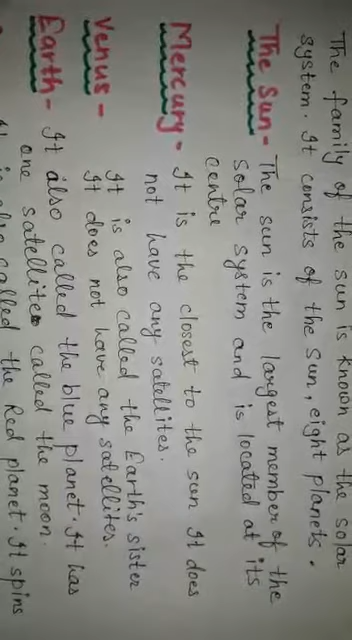 The family of the sun is known as the solar
system. It consists of the sun, eight planets.
The Sun - The sun is the largest member of the
solar system and is located at its
centre
Mercury - It is the closest to the sun It does
not have any satellites.
Venus - It is also called the Earth's sister
It does not have any satellites.
Earth - It also called the blue planet. It has
one satellite called the moon.
It is also called the Red planet. It spins